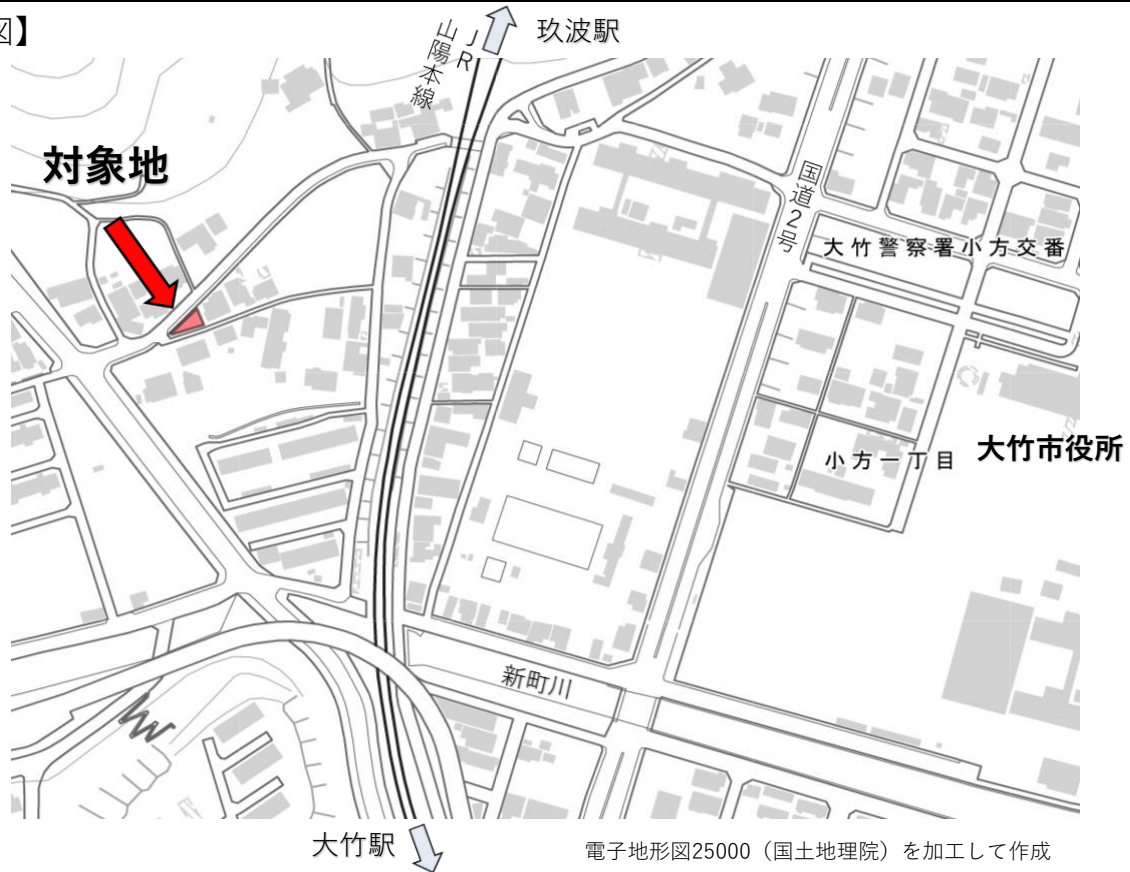 図】
玖波駅
JR
山陽本線
対象地
国道2号
大竹警察署小方交番
小方一丁目
大竹市役所
新町川
大竹駅
電子地形図25000（国土地理院）を加工して作成